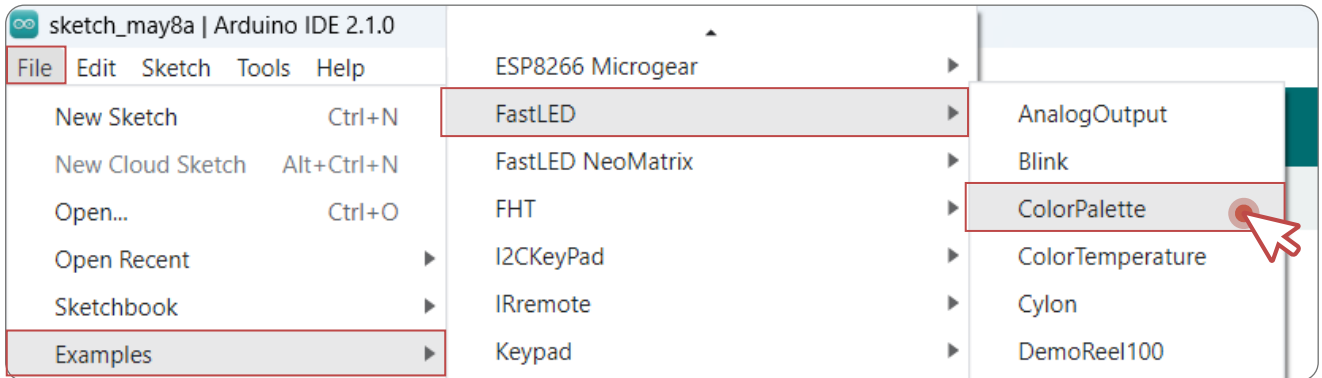 sketch_may8a | Arduino IDE 2.1.0
File Edit Sketch Tools Help
New Sketch Ctrl+N
New Cloud Sketch Alt+Ctrl+N
Open... Ctrl+O
Open Recent
Sketchbook
Examples
ESP8266 Microgear
FastLED
FastLED NeoMatrix
FHT
I2CKeyPad
IRremote
Keypad
AnalogOutput
Blink
ColorPalette
ColorTemperature
Cylon
DemoReel100